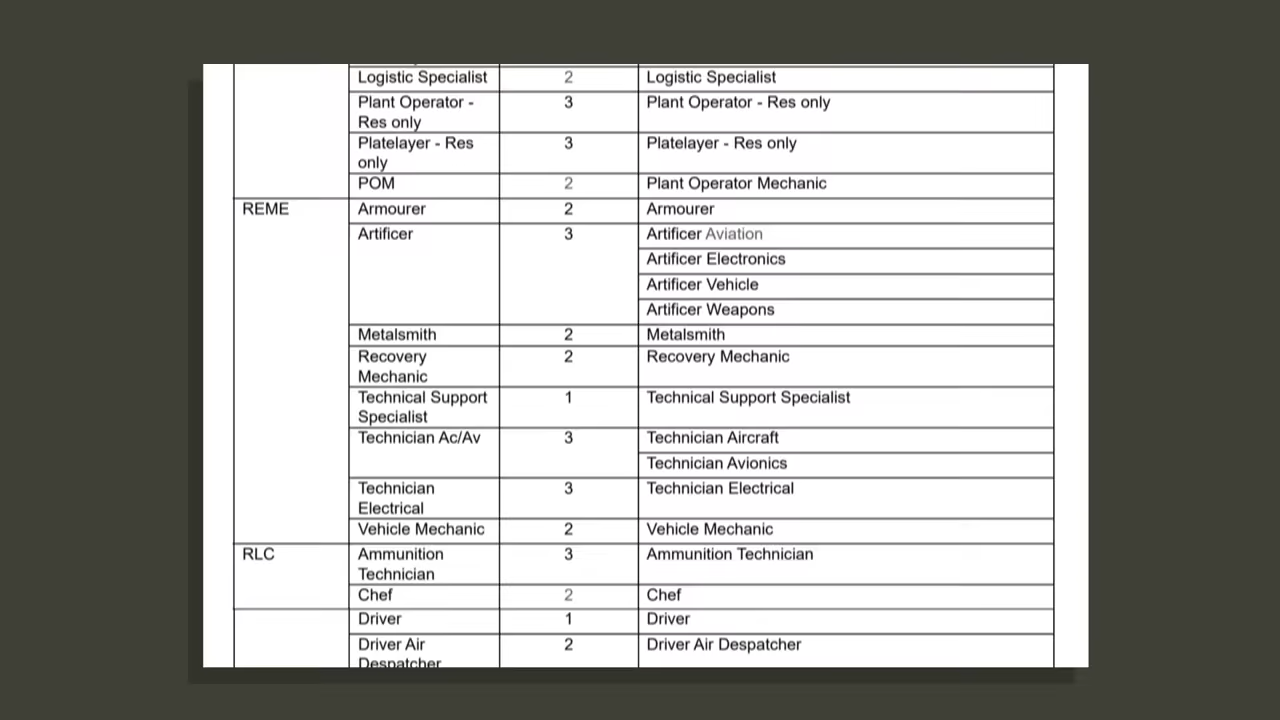 Logistic Specialist 2 Logistic Specialist
Plant Operator - 3 Plant Operator - Res only
Res only
Platelayer - Res 3 Platelayer - Res only
only
POM 2 Plant Operator Mechanic
REME Armourer 2 Armourer
Artificer 3 Artificer Aviation
Artificer Electronics
Artificer Vehicle
Artificer Weapons
Metalsmith 2 Metalsmith
Recovery 2 Recovery Mechanic
Mechanic
Technical Support 1 Technical Support Specialist
Specialist
Technician Ac/Av 3 Technician Aircraft
Technician Avionics
Technician 3 Technician Electrical
Electrical
Vehicle Mechanic 2 Vehicle Mechanic
RLC Ammunition 3 Ammunition Technician
Technician
Chef 2 Chef
Driver 1 Driver
Driver Air 2 Driver Air Despatcher
Despatcher